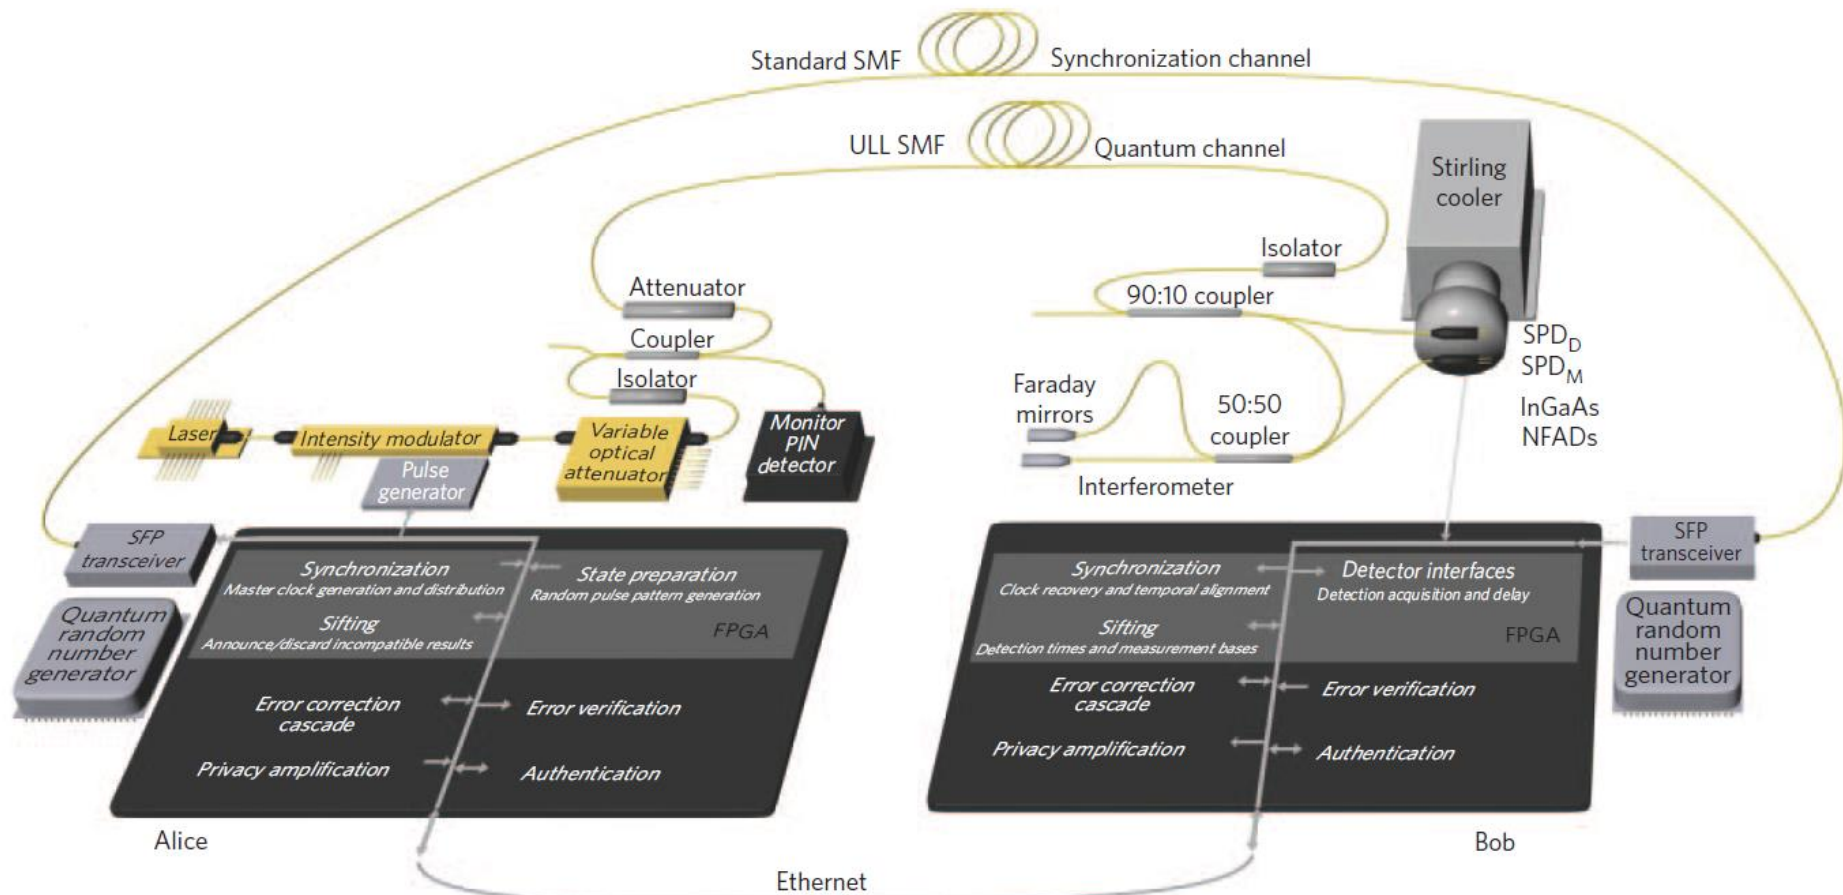 Standard SMF
Synchronization channel
ULL SMF
Quantum channel
Stirling
cooler
Isolator
Attenuator
90:10 coupler
Coupler
SPD_D
SPD_M
Isolator
Faraday
mirrors
50:50
coupler
InGaAs
NFADs
Laser
Intensity modulator
Variable
optical
attenuator
Monitor
PIN
detector
Pulse
generator
Interferometer
SFP
transceiver
Synchronization
Master clock generation and distribution
State preparation
Random pulse pattern generation
Sifting
Announce/discard incompatible results
FPGA
Quantum
random
number
generator
Error correction
cascade
Error verification
Privacy amplification
Authentication
Alice
Synchronization
Clock recovery and temporal alignment
Detector interfaces
Detection acquisition and delay
Sifting
Detection times and measurement bases
FPGA
SFP
transceiver
Quantum
random
number
generator
Error correction
cascade
Error verification
Privacy amplification
Authentication
Bob
Ethernet